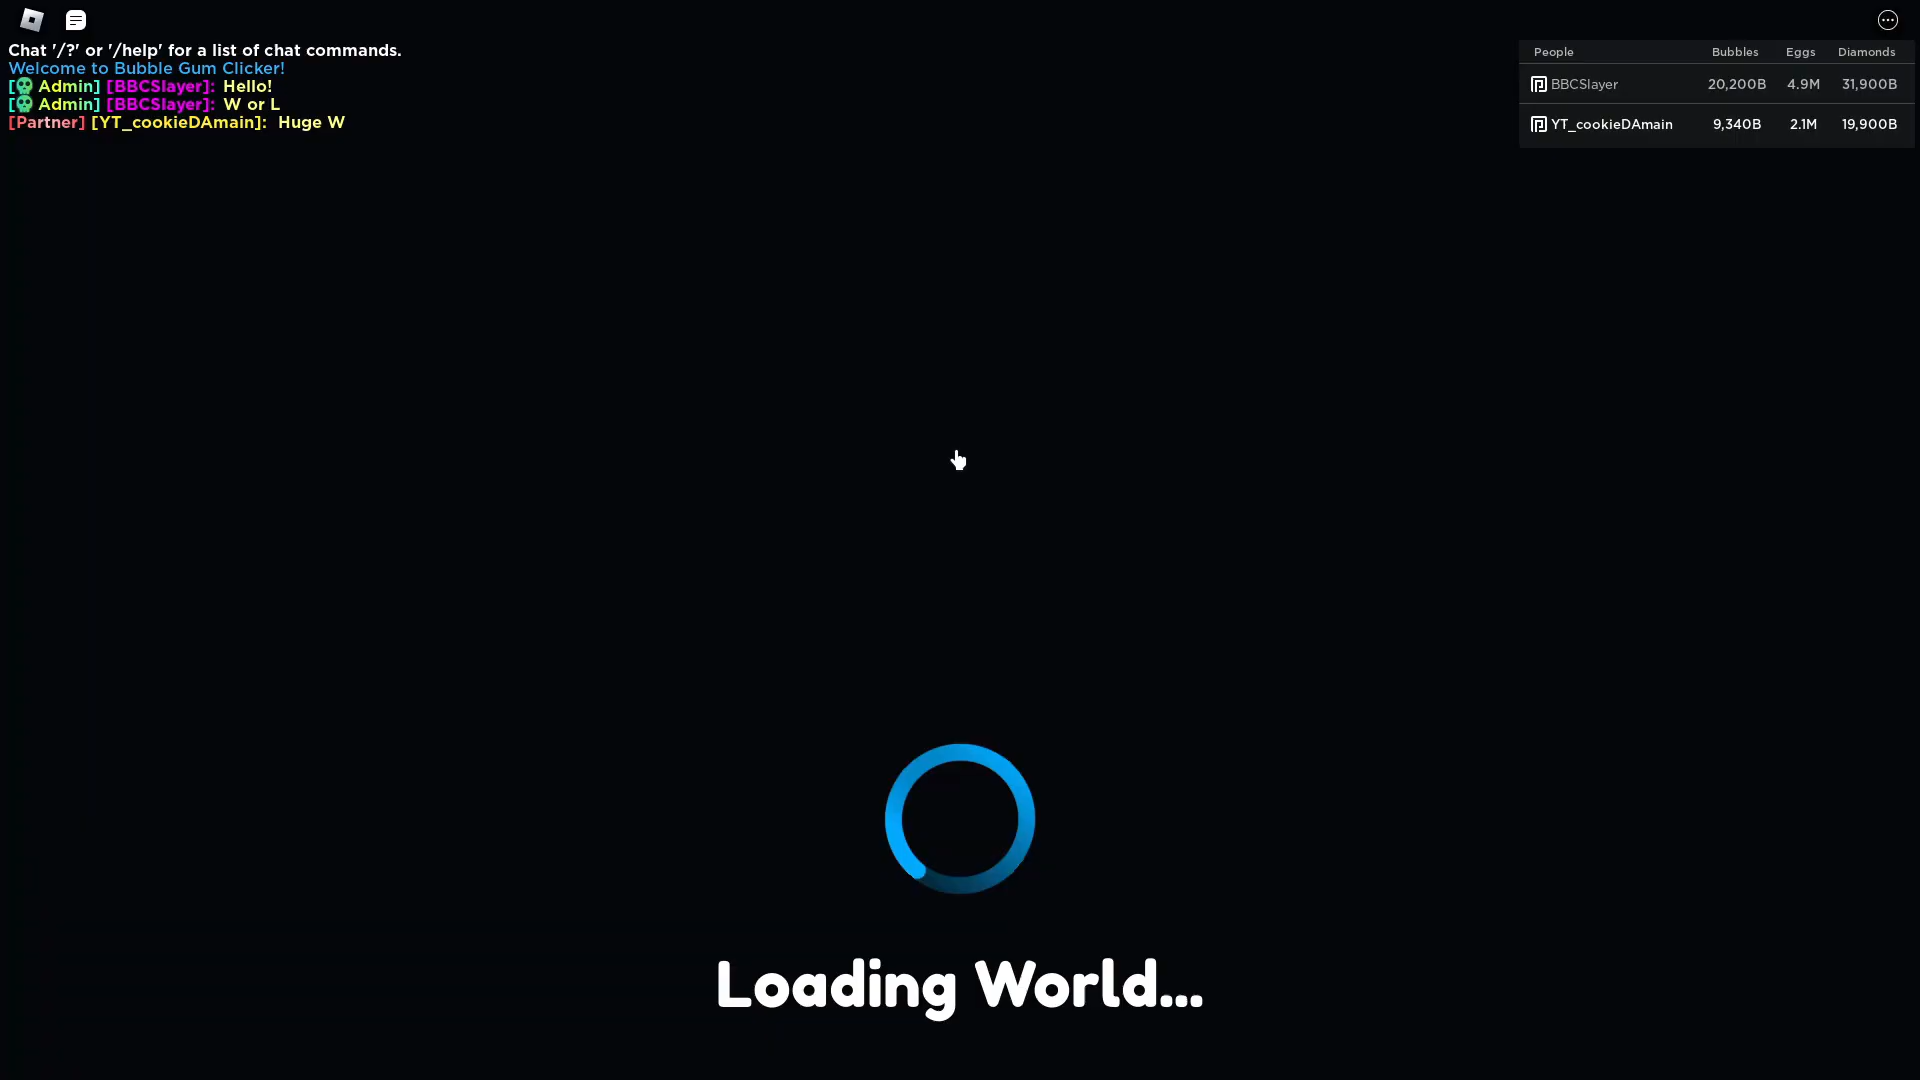 Chat '/?' or '/help' for a list of chat commands.
Welcome to Bubble Gum Clicker!
[💀 Admin] [BBCSlayer]: Hello!
[💀 Admin] [BBCSlayer]: W or L
[Partner] [YT_cookieDAmain]: Huge W
People Bubbles Eggs Diamonds
BBCSlayer 20,200B 4.9M 31,900B
YT_cookieDAmain 9,340B 2.1M 19,900B
Loading World...